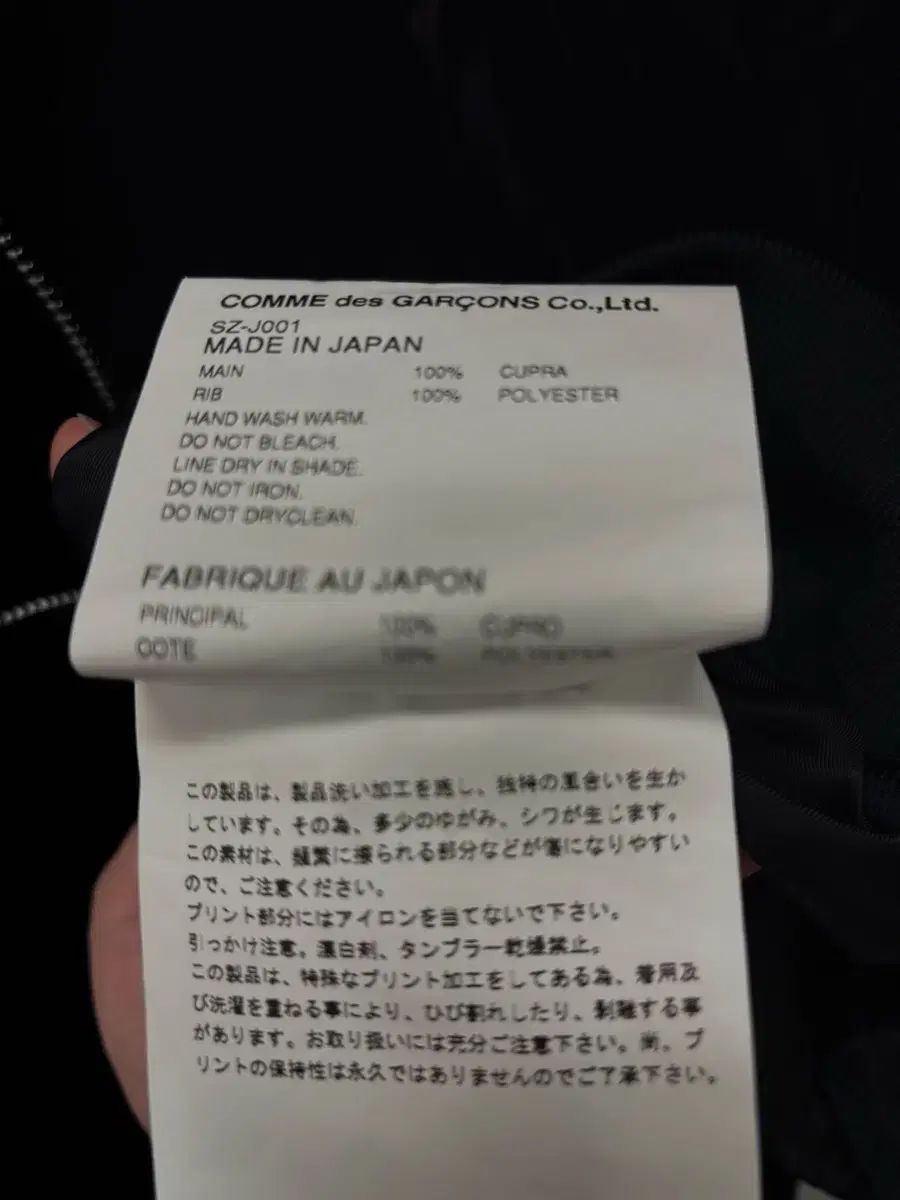 COMME des GARÇONS Co.,Ltd.
SZ-J001
MADE IN JAPAN
MAIN 100% CUPRA
RIB 100% POLYESTER
HAND WASH WARM.
DO NOT BLEACH.
LINE DRY IN SHADE.
DO NOT IRON.
DO NOT DRYCLEAN.
FABRIQUE AU JAPON
PRINCIPAL 100% CUPRO
COTE 100% POLYESTER
この製品は、製品洗い加工を施し、独特の風合いを生か
しています。その為、多少のゆがみ、シワが生じます。
この素材は、頻繁に擦られる部分などが傷になりやすい
ので、ご注意ください。
プリント部分にはアイロンを当てないで下さい。
引っかけ注意。漂白剤、タンブラー乾燥禁止。
この製品は、特殊なプリント加工をしてある為、着用及
び洗濯を重ねる事により、ひび割れしたり、剥離する事
があります。お取り扱いには充分ご注意下さい。尚、プ
リントの保持性は永久ではありませんのでご了承下さい。